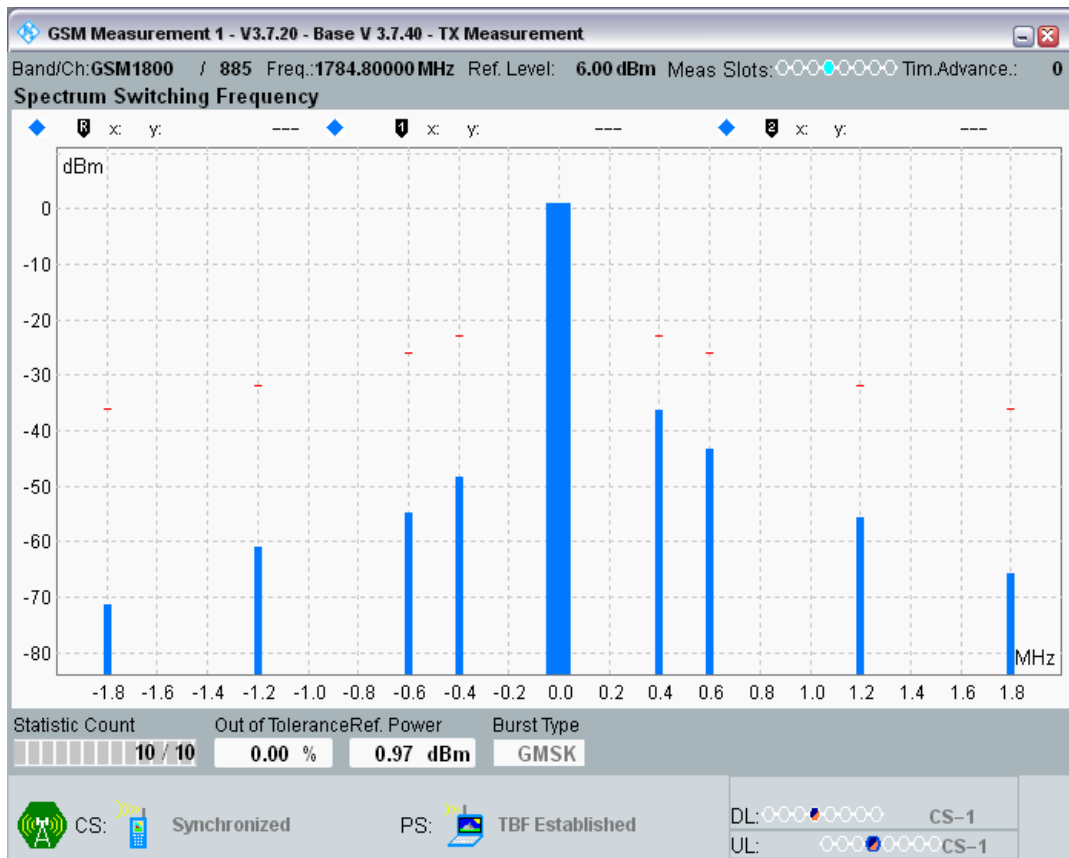 GSM Measurement 1 - V3.7.20 - Base V 3.7.40 - TX Measurement
Band/Ch:GSM1800 / 885 Freq.:1784.80000 MHz Ref. Level: 6.00 dBm Meas Slots: Tim.Advance.: 0
Spectrum Switching Frequency
R x: y: --- 1 x: y: --- 2 x: y: ---
dBm
0
-10
-20
-30
-40
-50
-60
-70
-80
MHz
-1.8 -1.6 -1.4 -1.2 -1.0 -0.8 -0.6 -0.4 -0.2 0.0 0.2 0.4 0.6 0.8 1.0 1.2 1.4 1.6 1.8
Statistic Count Out of Tolerance Ref. Power Burst Type
10 / 10 0.00 % 0.97 dBm GMSK
CS: Synchronized PS: TBF Established
DL: CS-1
UL: CS-1